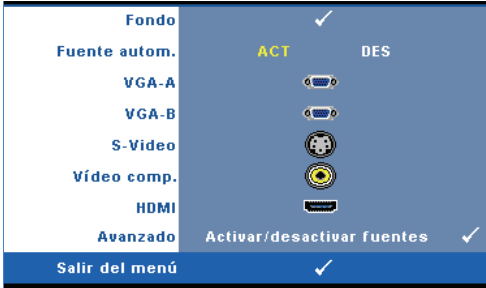 Fondo
Fuente autom. ACT DES
VGA-A
VGA-B
S-Video
Vídeo comp.
HDMI
Avanzado Activar/desactivar fuentes
Salir del menú